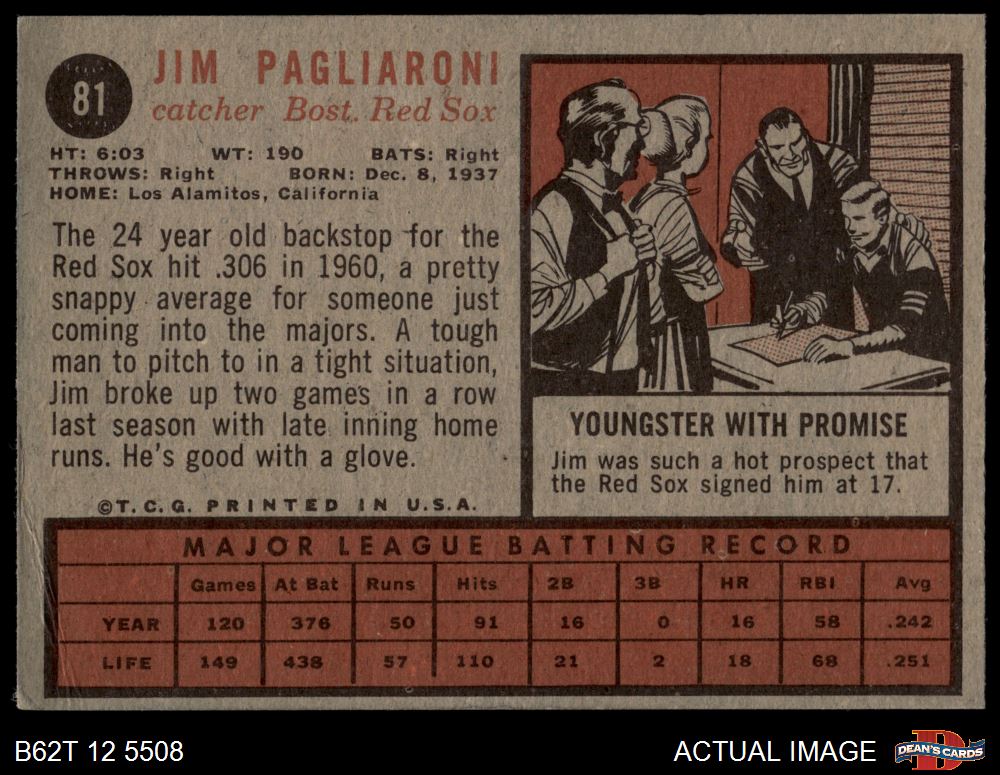 81
JIM PAGLIARONI
catcher Bost. Red Sox
HT: 6:03 WT: 190 BATS: Right
THROWS: Right BORN: Dec. 8, 1937
HOME: Los Alamitos, California
The 24 year old backstop for the
Red Sox hit .306 in 1960, a pretty
snappy average for someone just
coming into the majors. A tough
man to pitch to in a tight situation,
Jim broke up two games in a row
last season with late inning home
runs. He's good with a glove.
©T.C.G. PRINTED IN U.S.A.
YOUNGSTER WITH PROMISE
Jim was such a hot prospect that
the Red Sox signed him at 17.
MAJOR LEAGUE BATTING RECORD
Games At Bat Runs Hits 2B 3B HR RBI Avg
YEAR 120 376 50 91 16 0 16 58 .242
LIFE 149 438 57 110 21 2 18 68 .251
B62T 12 5508
ACTUAL IMAGE
DEAN'S CARDS